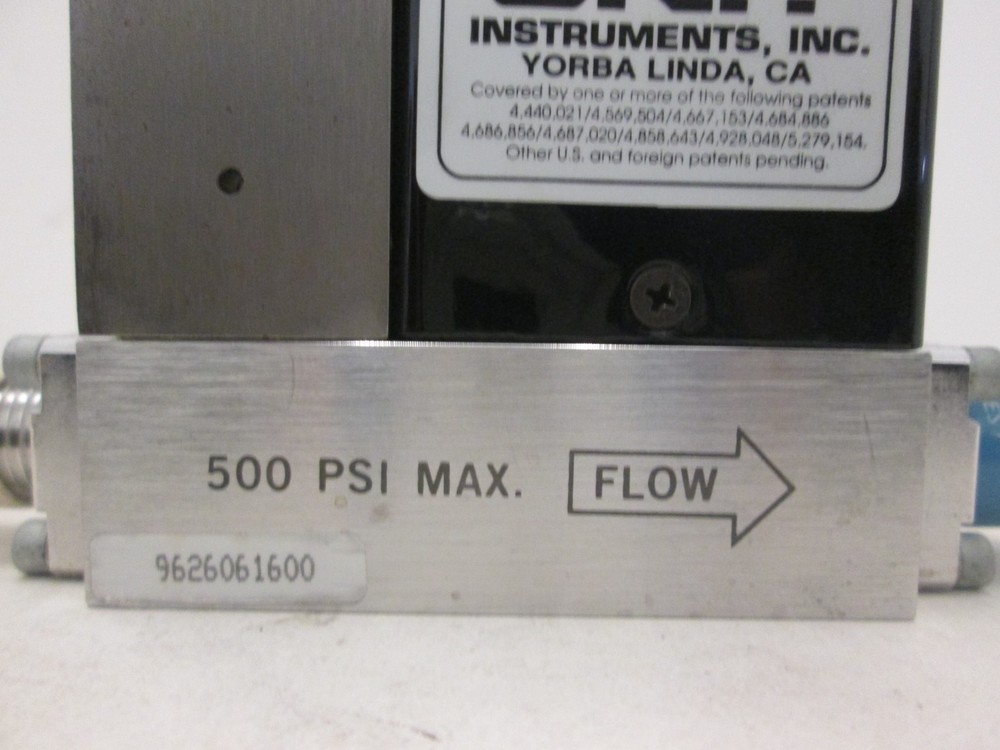 INSTRUMENTS, INC.
YORBA LINDA, CA
Covered by one or more of the following patents
4,440,021/4,569,504/4,667,153/4,684,886
4,686,856/4,687,020/4,858,643/4,928,048/5,279,154.
Other U.S. and foreign patents pending.
500 PSI MAX. FLOW
9626061600